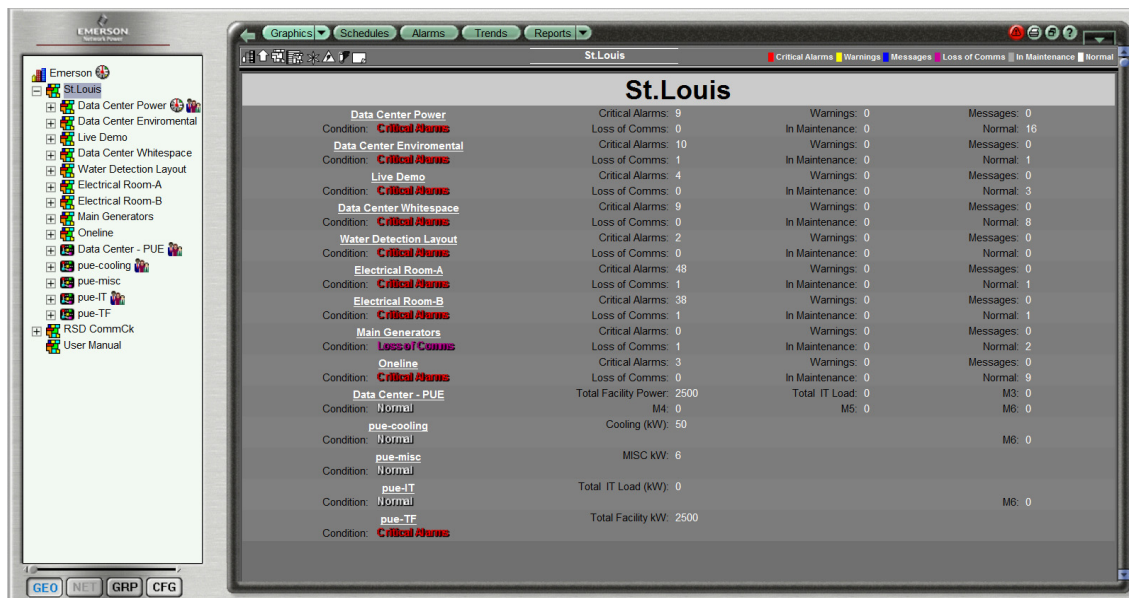 EMERSON
Network Power
Graphics Schedules Alarms Trends Reports
St.Louis
Critical Alarms Warnings Messages Loss of Comms In Maintenance Normal
Emerson
St.Louis
Data Center Power
Data Center Enviromental
Live Demo
Data Center Whitespace
Water Detection Layout
Electrical Room-A
Electrical Room-B
Main Generators
Oneline
Data Center - PUE
pue-cooling
pue-misc
pue-IT
pue-TF
RSD CommCk
User Manual
GEO NET GRP CFG
St.Louis
Data Center Power Critical Alarms: 9 Warnings: 0 Messages: 0
Condition: Critical Alarms Loss of Comms: 0 In Maintenance: 0 Normal: 16
Data Center Enviromental Critical Alarms: 10 Warnings: 0 Messages: 0
Condition: Critical Alarms Loss of Comms: 1 In Maintenance: 0 Normal: 1
Live Demo Critical Alarms: 4 Warnings: 0 Messages: 0
Condition: Critical Alarms Loss of Comms: 0 In Maintenance: 0 Normal: 3
Data Center Whitespace Critical Alarms: 9 Warnings: 0 Messages: 0
Condition: Critical Alarms Loss of Comms: 0 In Maintenance: 0 Normal: 8
Water Detection Layout Critical Alarms: 2 Warnings: 0 Messages: 0
Condition: Critical Alarms Loss of Comms: 0 In Maintenance: 0 Normal: 0
Electrical Room-A Critical Alarms: 48 Warnings: 0 Messages: 0
Condition: Critical Alarms Loss of Comms: 1 In Maintenance: 0 Normal: 1
Electrical Room-B Critical Alarms: 38 Warnings: 0 Messages: 0
Condition: Critical Alarms Loss of Comms: 1 In Maintenance: 0 Normal: 1
Main Generators Critical Alarms: 0 Warnings: 0 Messages: 0
Condition: Loss of Comms Loss of Comms: 1 In Maintenance: 0 Normal: 2
Oneline Critical Alarms: 3 Warnings: 0 Messages: 0
Condition: Critical Alarms Loss of Comms: 0 In Maintenance: 0 Normal: 9
Data Center - PUE Total Facility Power: 2500 Total IT Load: 0 M3: 0
Condition: Normal M4: 0 M5: 0 M6: 0
pue-cooling Cooling (kW): 50
Condition: Normal M6: 0
pue-misc MISC kW: 6
Condition: Normal
pue-IT Total IT Load (kW): 0
Condition: Normal M6: 0
pue-TF Total Facility kW: 2500
Condition: Critical Alarms